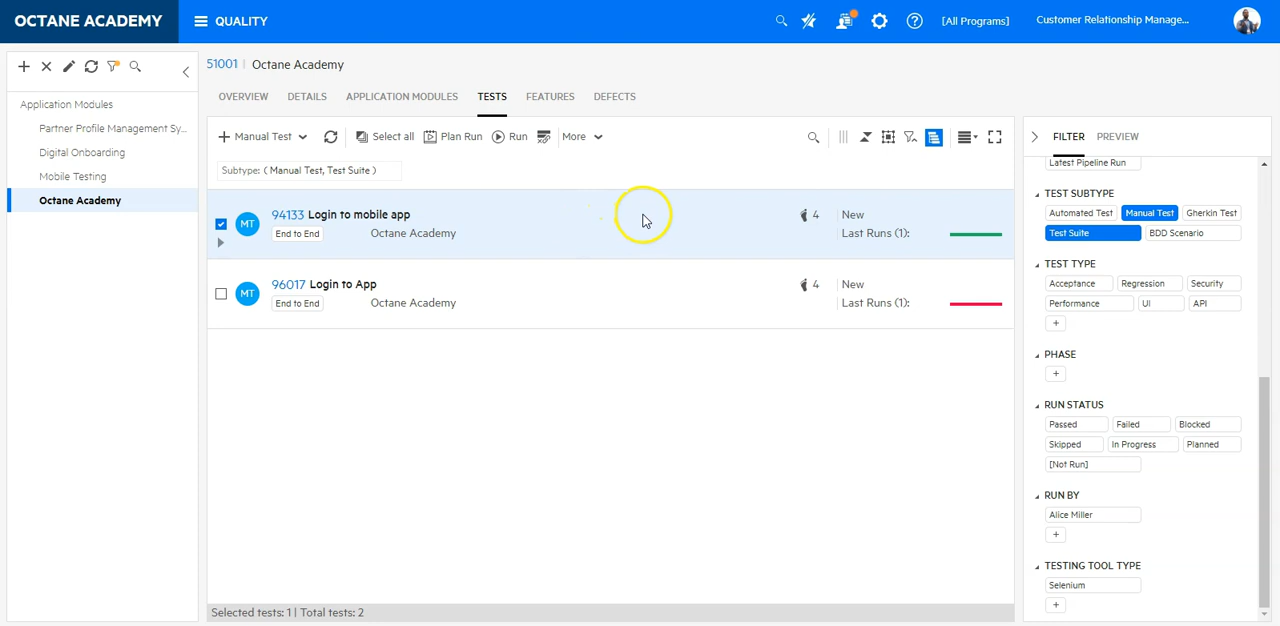 OCTANE ACADEMY
QUALITY
[All Programs]
Customer Relationship Manage...
Application Modules
Partner Profile Management Sy...
Digital Onboarding
Mobile Testing
Octane Academy
51001 | Octane Academy
OVERVIEW DETAILS APPLICATION MODULES TESTS FEATURES DEFECTS
Manual Test Select all Plan Run Run More
Subtype: ( Manual Test, Test Suite )
MT 94133 Login to mobile app 4 New
End to End Octane Academy Last Runs (1):
MT 96017 Login to App 4 New
End to End Octane Academy Last Runs (1):
Selected tests: 1 | Total tests: 2
FILTER PREVIEW
Latest Pipeline Run
TEST SUBTYPE
Automated Test Manual Test Gherkin Test
Test Suite BDD Scenario
TEST TYPE
Acceptance Regression Security
Performance UI API
+
PHASE
+
RUN STATUS
Passed Failed Blocked
Skipped In Progress Planned
[Not Run]
RUN BY
Alice Miller
+
TESTING TOOL TYPE
Selenium
+